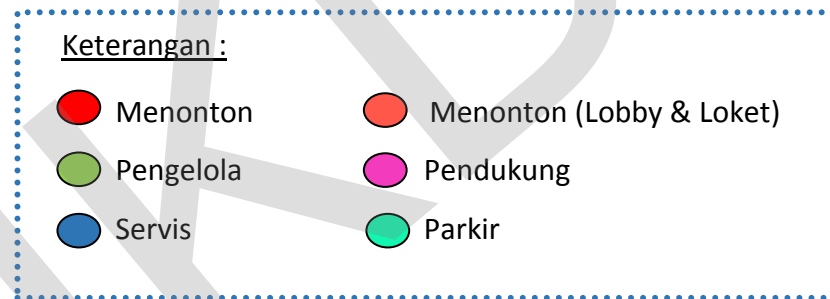 Keterangan :
Menonton Menonton (Lobby & Loket)
Pengelola Pendukung
Servis Parkir